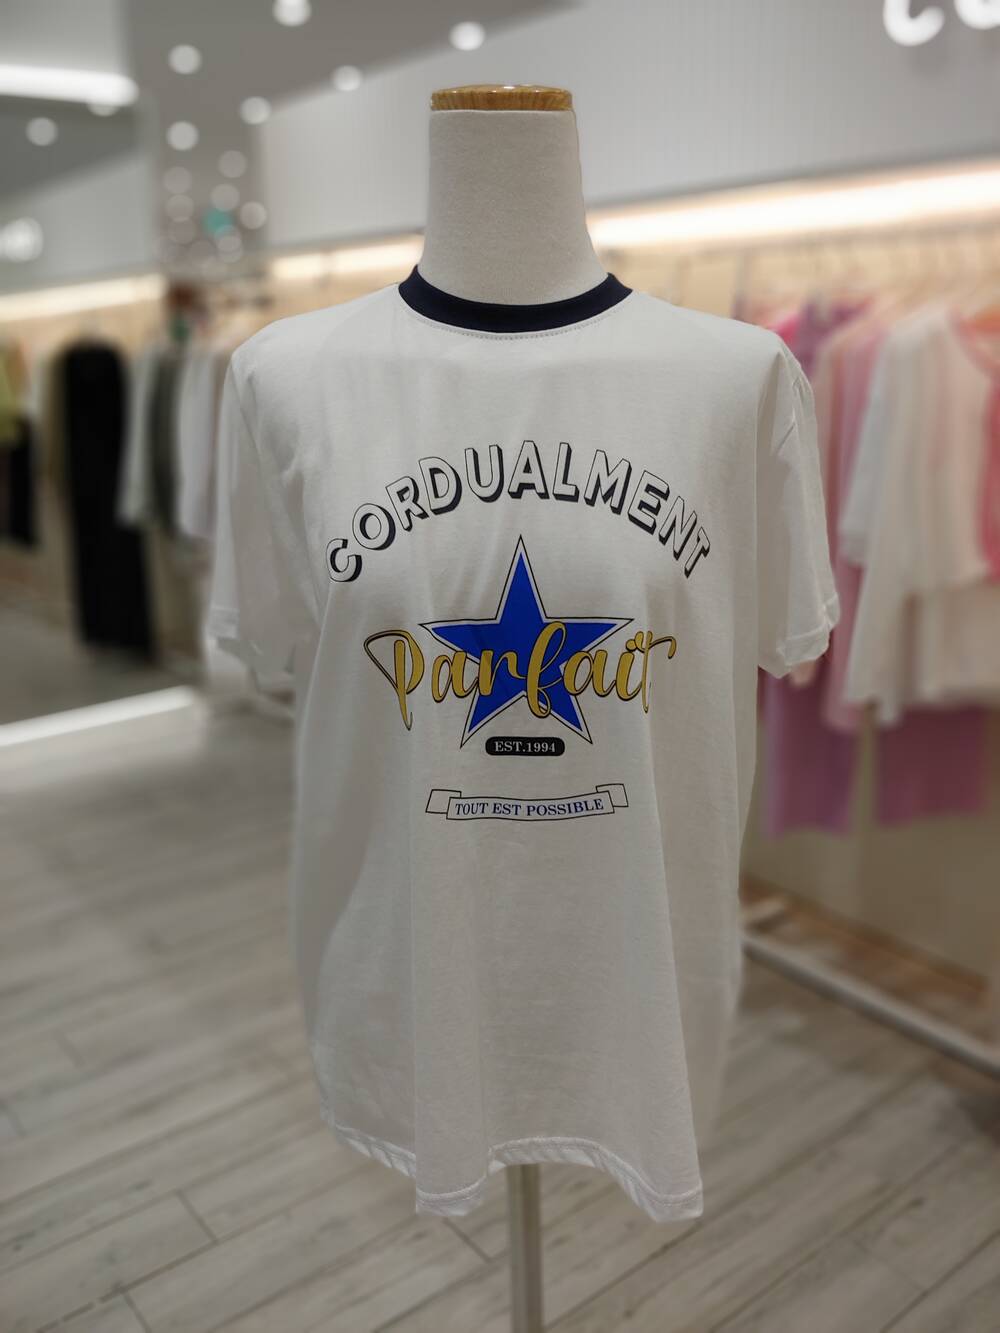 CORDUALMENT
Parfait
EST.1994
TOUT EST POSSIBLE